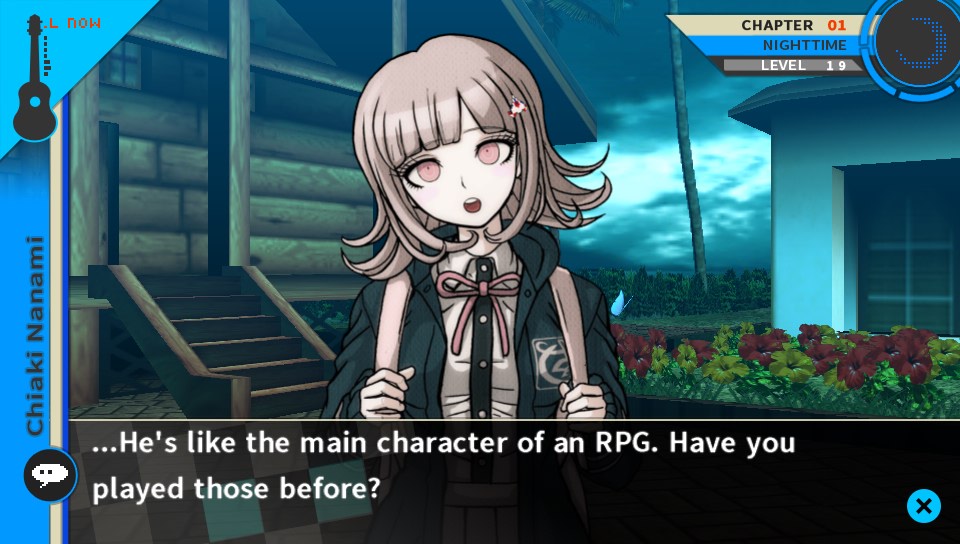 CHAPTER 01
NIGHTTIME
LEVEL 19
Chiaki Nanami
...He's like the main character of an RPG. Have you
played those before?